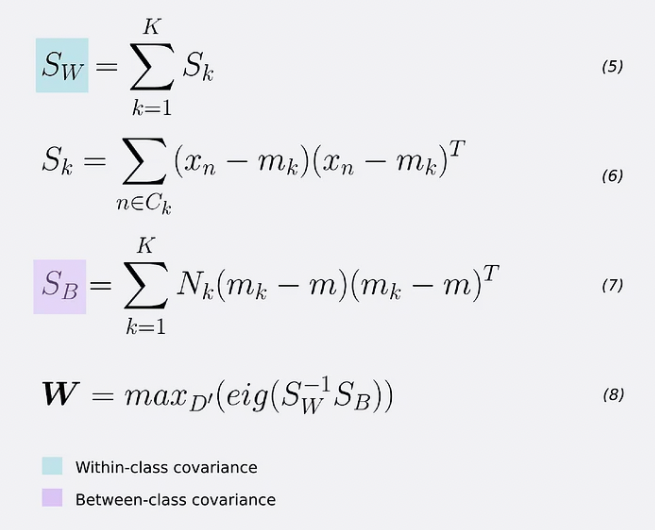 $S_W = \sum_{k=1}^{K} S_k$ (5)
$S_k = \sum_{n \in C_k} (x_n - m_k)(x_n - m_k)^T$ (6)
$S_B = \sum_{k=1}^{K} N_k (m_k - m)(m_k - m)^T$ (7)
$\boldsymbol{W} = max_{D'}(eig(S_W^{-1} S_B))$ (8)
Within-class covariance
Between-class covariance